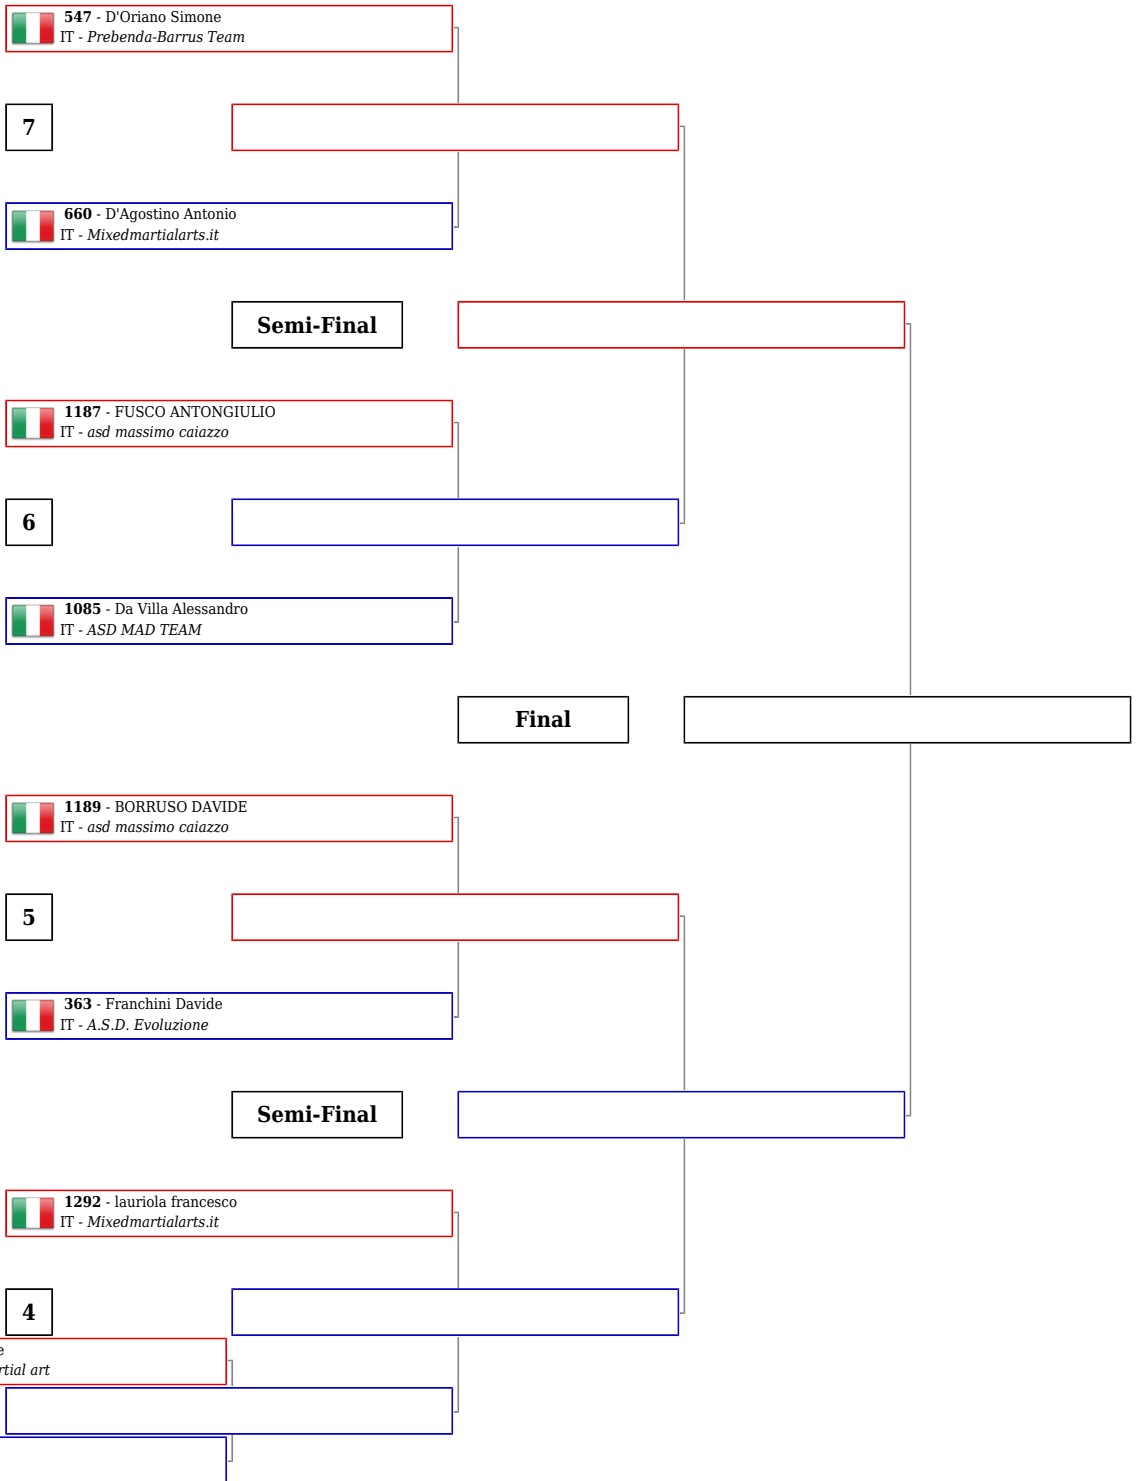 547 - D'Oriano Simone
IT - Prebenda-Barrus Team
7
660 - D'Agostino Antonio
IT - Mixedmartialarts.it
Semi-Final
1187 - FUSCO ANTONGIULIO
IT - asd massimo caiazzo
6
1085 - Da Villa Alessandro
IT - ASD MAD TEAM
Final
1189 - BORRUSO DAVIDE
IT - asd massimo caiazzo
5
363 - Franchini Davide
IT - A.S.D. Evoluzione
Semi-Final
1292 - lauriola francesco
IT - Mixedmartialarts.it
4
e
rtial art